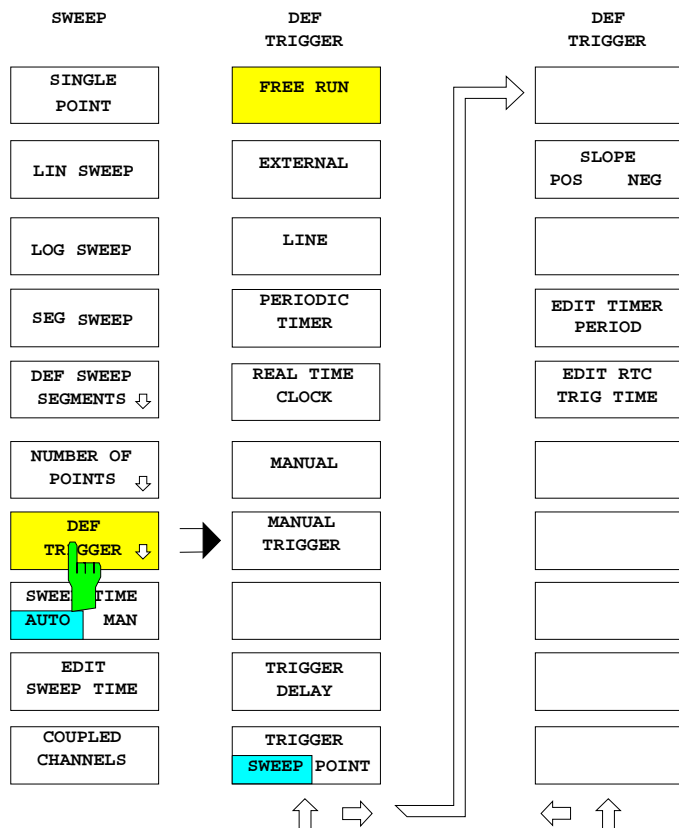 SWEEP
SINGLE
POINT
LIN SWEEP
LOG SWEEP
SEG SWEEP
DEF SWEEP
SEGMENTS
NUMBER OF
POINTS
DEF
TRIGGER
SWEEP TIME
AUTO MAN
EDIT
SWEEP TIME
COUPLED
CHANNELS
DEF
TRIGGER
FREE RUN
EXTERNAL
LINE
PERIODIC
TIMER
REAL TIME
CLOCK
MANUAL
MANUAL
TRIGGER
TRIGGER
DELAY
TRIGGER
SWEEP POINT
DEF
TRIGGER
SLOPE
POS NEG
EDIT TIMER
PERIOD
EDIT RTC
TRIG TIME